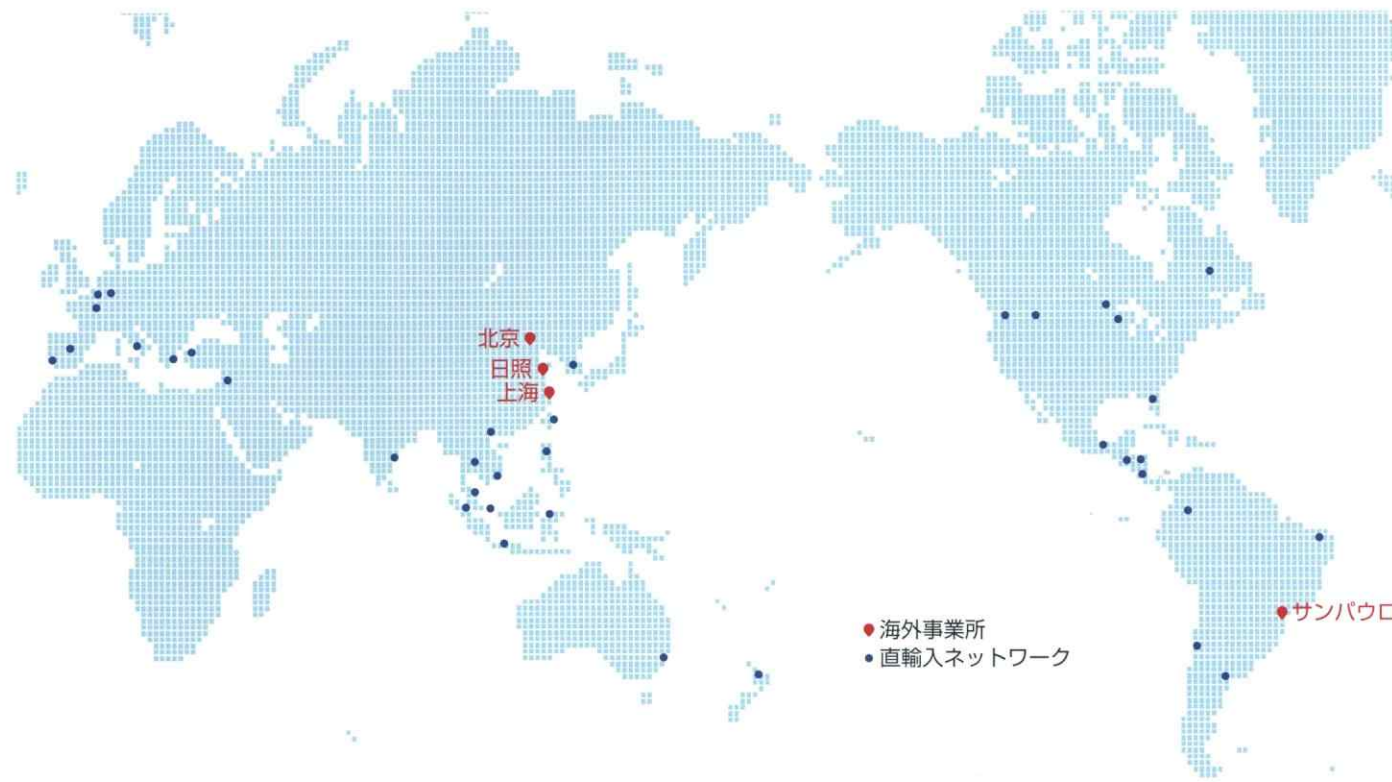 北京
日照
上海
サンパウロ
海外事業所
直輸入ネットワーク